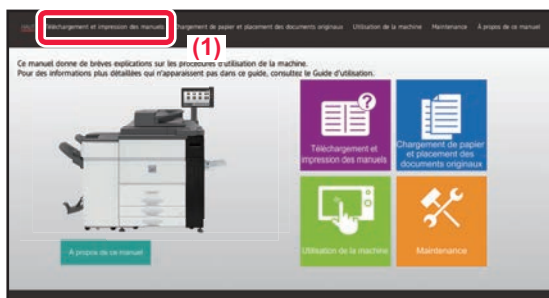 HAUT Téléchargement et impression des manuels Chargement de papier et placement des documents originaux Utilisation de la machine Maintenance À propos de ce manuel
(1)
Ce manuel donne de brèves explications sur les procédures d'utilisation de la machine.
Pour des informations plus détaillées qui n'apparaissent pas dans ce guide, consultez le Guide d'utilisation.
Téléchargement et
impression des manuels
Chargement de papier
et placement des
documents originaux
Utilisation de la machine
Maintenance
À propos de ce manuel